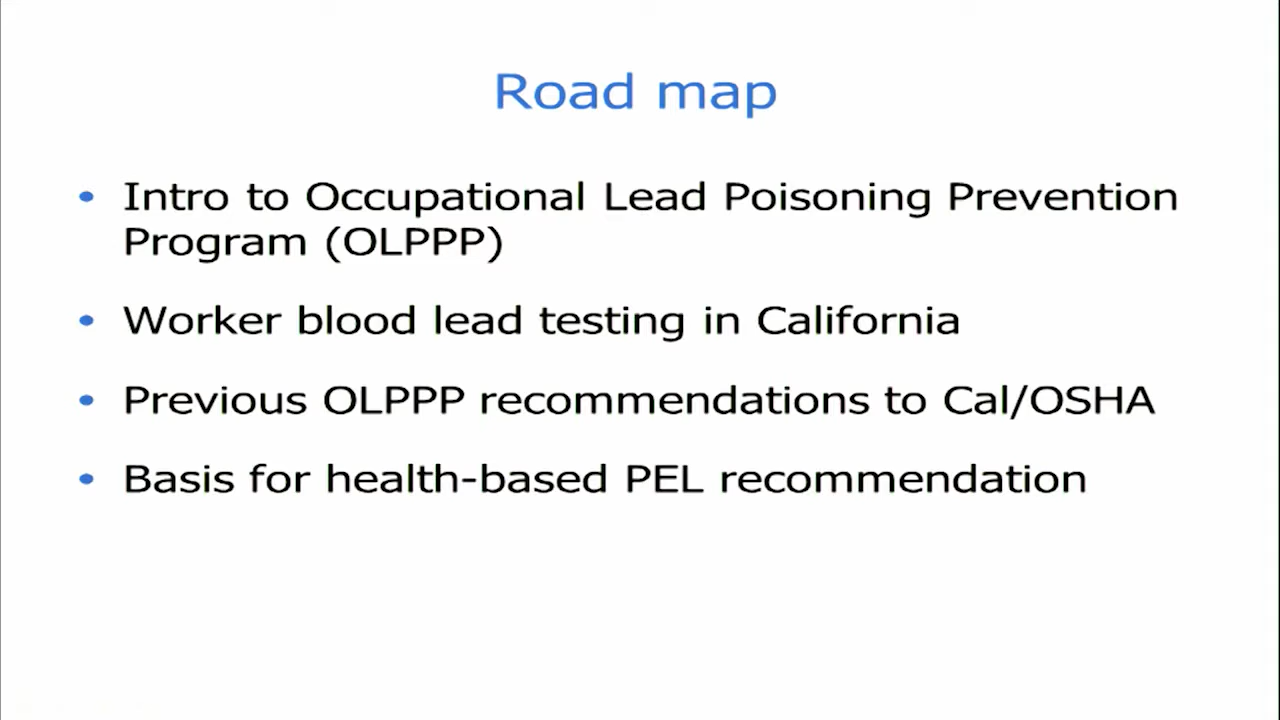 Road map
• Intro to Occupational Lead Poisoning Prevention
Program (OLPPP)
• Worker blood lead testing in California
• Previous OLPPP recommendations to Cal/OSHA
• Basis for health-based PEL recommendation